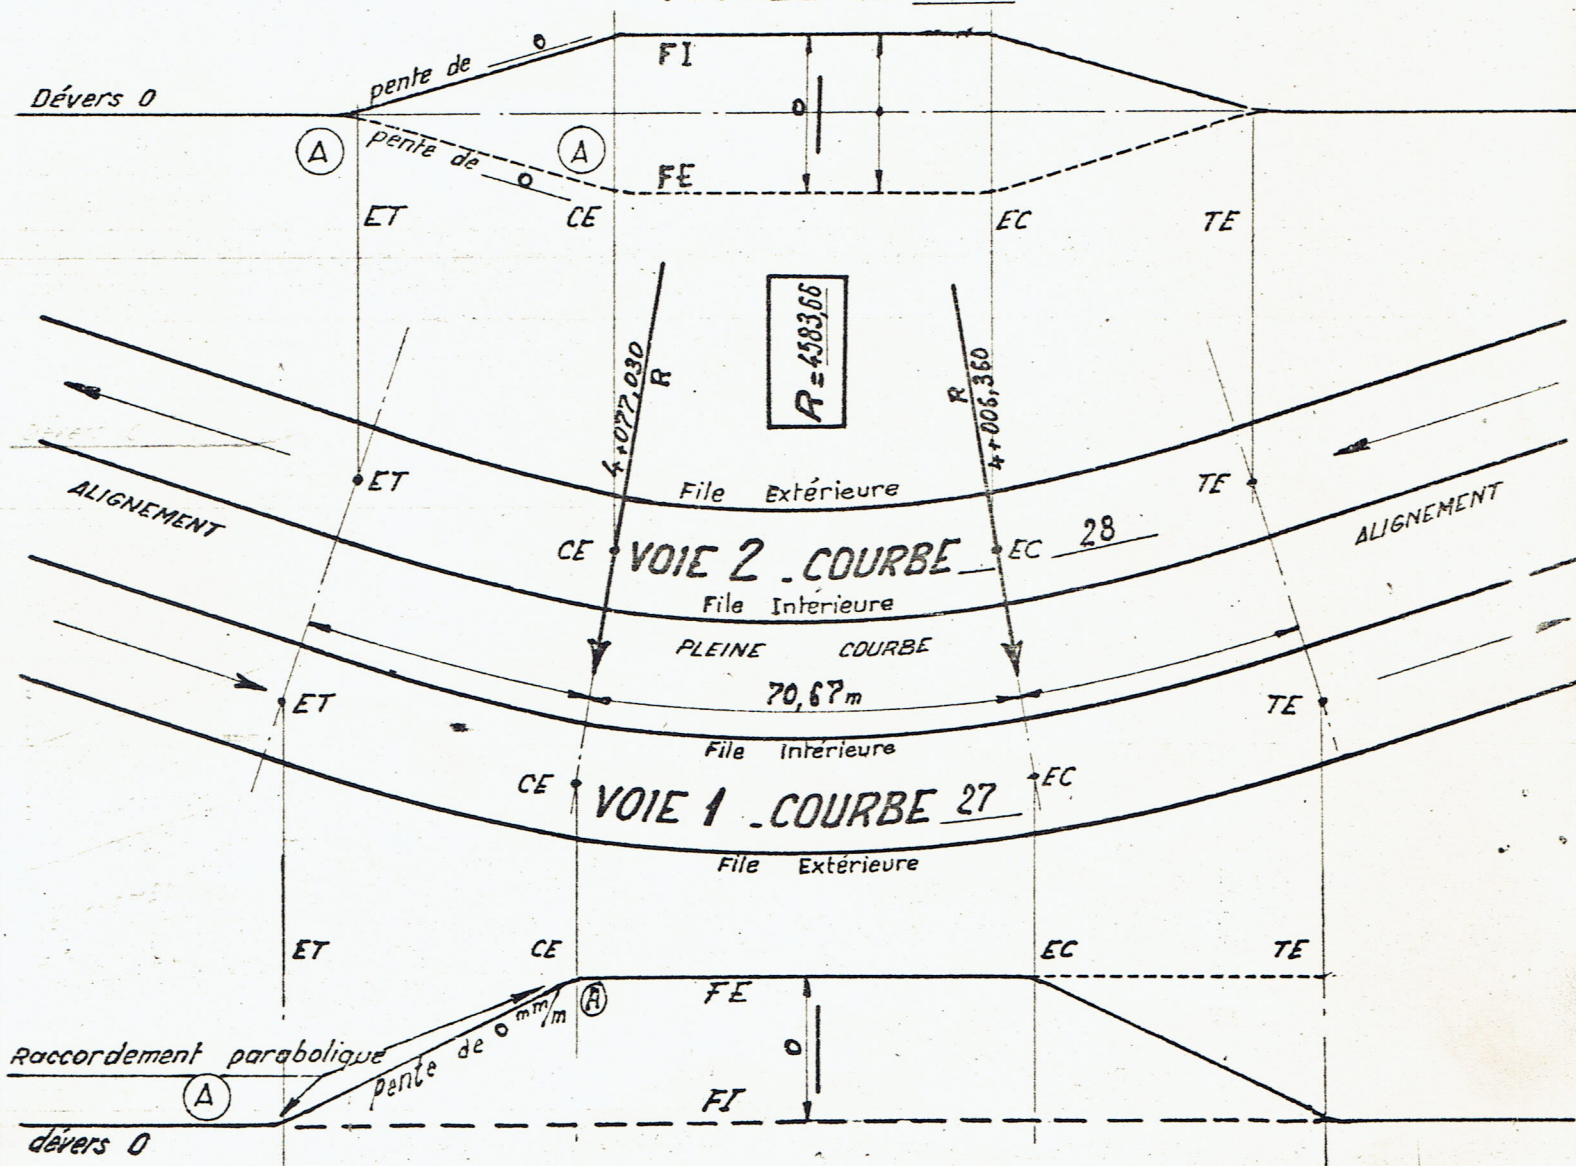 FI
pente de 0
Dévers 0
0
A
pente de 0
A
FE
ET
CE
EC
TE
R = 4583,66
4+077,030
R
R
4+006,360
ET
TE
ALIGNEMENT
File Extérieure
ALIGNEMENT
CE
VOIE 2 _ COURBE
EC
28
File Intérieure
PLEINE COURBE
70,67m
ET
TE
File Intérieure
CE
EC
VOIE 1 _ COURBE 27
File Extérieure
ET
CE
EC
TE
FE
A
Raccordement parabolique
pente de 0 mm/m
0
A
FI
dévers 0